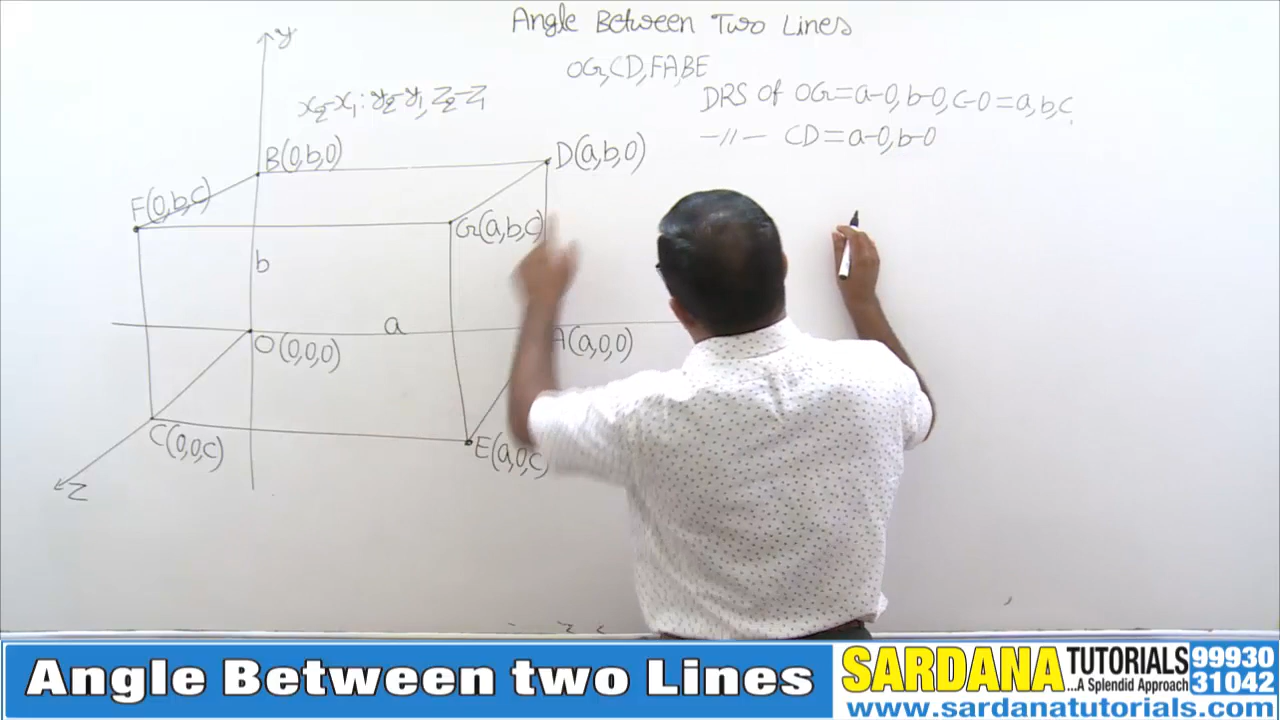 Angle Between Two Lines
OG, CD, FA, BE
DRS of OG = a-0, b-0, c-0 = a, b, c
-//- CD = a-0, b-0
y
x₂-x₁ : y₂-y₁, z₂-z₁
B(0,b,0)
D(a,b,0)
F(0,b,c)
G(a,b,c)
b
a
O(0,0,0)
A(a,0,0)
C(0,0,c)
E(a,0,c)
z
Angle Between two Lines
SARDANA TUTORIALS 99930
...A Splendid Approach 31042
www.sardanatutorials.com